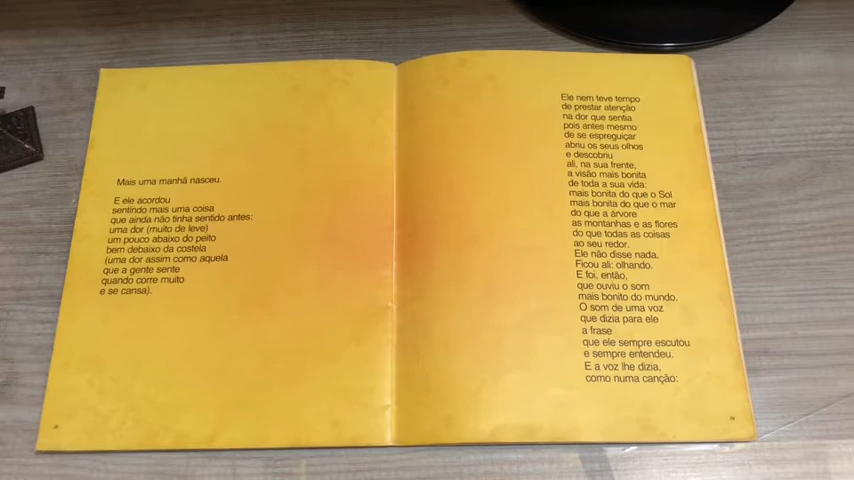 Mais uma manhã nasceu.
E ele acordou
sentindo mais uma coisa
que ainda não tinha sentido antes:
uma dor (muito de leve)
um pouco abaixo do peito
bem debaixo da costela
(uma dor assim como aquela
que a gente sente
quando corre muito
e se cansa).
Ele nem teve tempo
de prestar atenção
na dor que sentia
pois antes mesmo
de se espreguiçar
abriu os seus olhos
e descobriu
ali, na sua frente,
a visão mais bonita
de toda a sua vida:
mais bonita do que o Sol
mais bonita do que o mar
do que a árvore
as montanhas e as flores
do que todas as coisas
ao seu redor.
Ele não disse nada.
Ficou ali: olhando.
E foi, então,
que ouviu o som
mais bonito do mundo.
O som de uma voz
que dizia para ele
a frase
que ele sempre escutou
e sempre entendeu.
E a voz lhe dizia,
como numa canção: